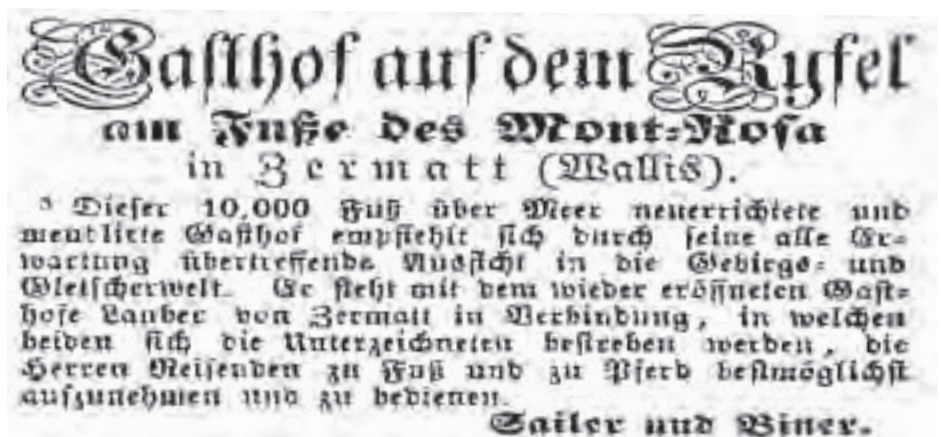 Gasthof auf dem Ryfel
am Fuße des Mont-Rosa
in Zermatt (Wallis).
³ Dieser 10,000 Fuß über Meer neuerrichtete und
meublirte Gasthof empfiehlt sich durch seine alle Er-
wartung übertreffende Aussicht in die Gebirgs- und
Gletscherwelt. Er steht mit dem wieder eröffneten Gast-
hofe Lauber von Zermatt in Verbindung, in welchen
beiden sich die Unterzeichneten bestreben werden, die
Herren Reisenden zu Fuß und zu Pferd bestmöglichst
aufzunehmen und zu bedienen.
Sailer und Biner.